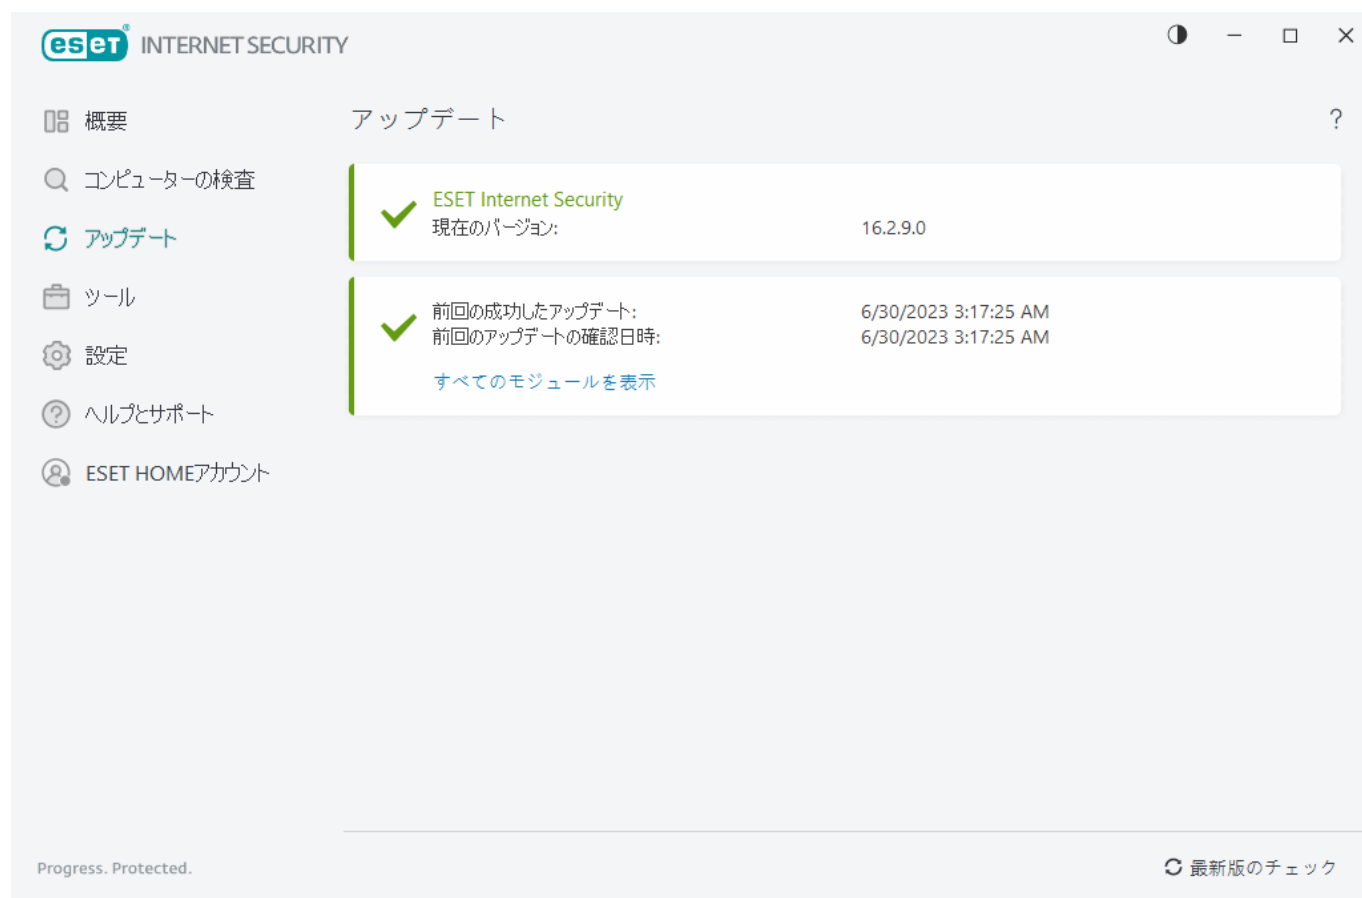 eseT® INTERNET SECURITY
概要
コンピューターの検査
アップデート
ツール
設定
ヘルプとサポート
ESET HOMEアカウント
アップデート
?
ESET Internet Security
現在のバージョン: 16.2.9.0
前回の成功したアップデート: 6/30/2023 3:17:25 AM
前回のアップデートの確認日時: 6/30/2023 3:17:25 AM
すべてのモジュールを表示
Progress. Protected.
最新版のチェック